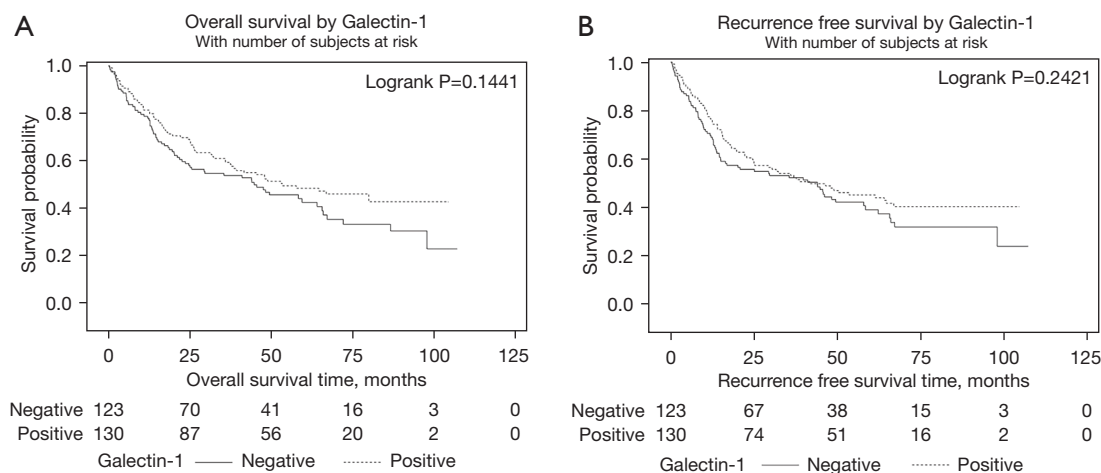 A
Overall survival by Galectin-1
With number of subjects at risk
Logrank P=0.1441
Survival probability
1.0
0.8
0.6
0.4
0.2
0.0
0 25 50 75 100 125
Overall survival time, months
Negative 123 70 41 16 3 0
Positive 130 87 56 20 2 0
Galectin-1 Negative Positive
B
Recurrence free survival by Galectin-1
With number of subjects at risk
Logrank P=0.2421
Survival probability
1.0
0.8
0.6
0.4
0.2
0.0
0 25 50 75 100 125
Recurrence free survival time, months
Negative 123 67 38 15 3 0
Positive 130 74 51 16 2 0
Galectin-1 Negative Positive